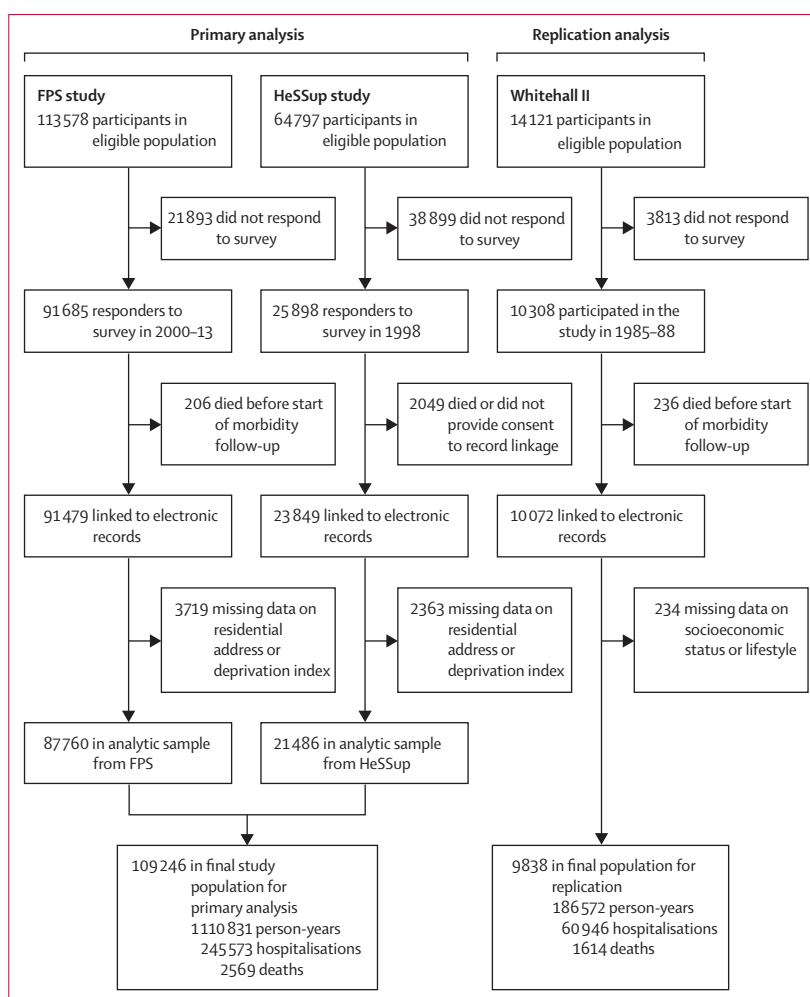 Primary analysis
Replication analysis
FPS study
113 578 participants in
eligible population
HeSSup study
64 797 participants in
eligible population
Whitehall II
14 121 participants in
eligible population
21 893 did not respond
to survey
38 899 did not respond
to survey
3813 did not respond
to survey
91 685 responders to
survey in 2000–13
25 898 responders to
survey in 1998
10 308 participated in the
study in 1985–88
206 died before start
of morbidity
follow-up
2049 died or did not
provide consent
to record linkage
236 died before start
of morbidity
follow-up
91 479 linked to electronic
records
23 849 linked to electronic
records
10 072 linked to electronic
records
3719 missing data on
residential
address or
deprivation index
2363 missing data on
residential
address or
deprivation index
234 missing data on
socioeconomic
status or lifestyle
87 760 in analytic sample
from FPS
21 486 in analytic sample
from HeSSup
109 246 in final study
population for
primary analysis
1 110 831 person-years
245 573 hospitalisations
2569 deaths
9838 in final population for
replication
186 572 person-years
60 946 hospitalisations
1614 deaths